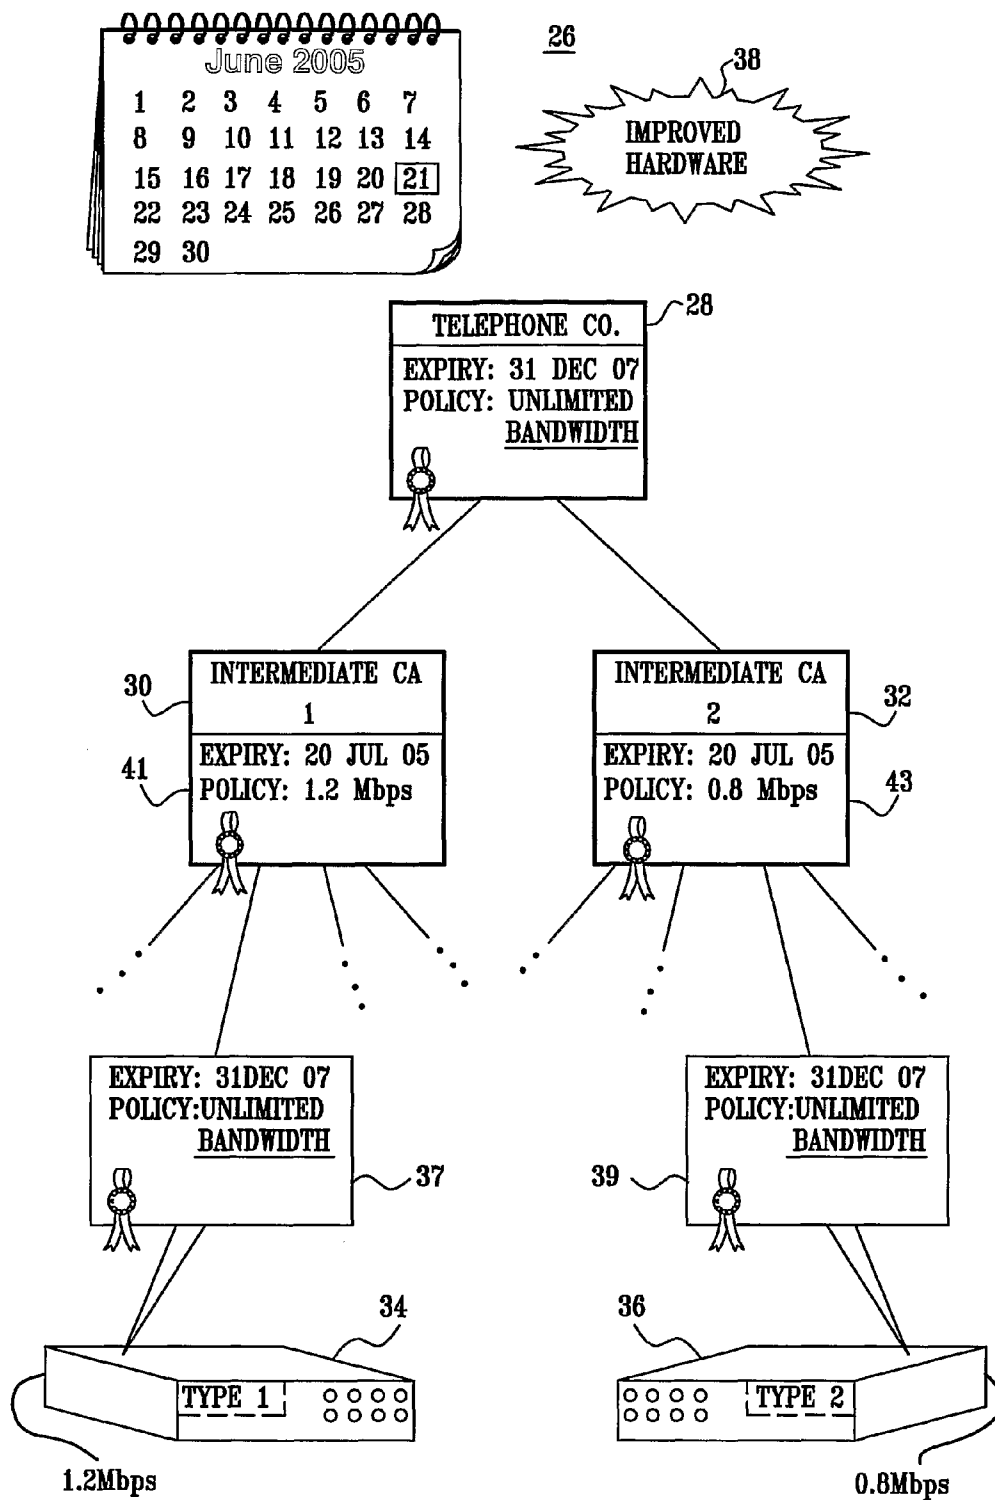 June 2005
1 2 3 4 5 6 7
8 9 10 11 12 13 14
15 16 17 18 19 20 21
22 23 24 25 26 27 28
29 30
26
38
IMPROVED
HARDWARE
28
TELEPHONE CO.
EXPIRY: 31 DEC 07
POLICY: UNLIMITED
BANDWIDTH
30
INTERMEDIATE CA
1
41
EXPIRY: 20 JUL 05
POLICY: 1.2 Mbps
INTERMEDIATE CA
2
32
EXPIRY: 20 JUL 05
POLICY: 0.8 Mbps
43
EXPIRY: 31DEC 07
POLICY:UNLIMITED
BANDWIDTH
37
EXPIRY: 31DEC 07
POLICY:UNLIMITED
BANDWIDTH
39
34
TYPE 1
1.2Mbps
36
TYPE 2
0.8Mbps